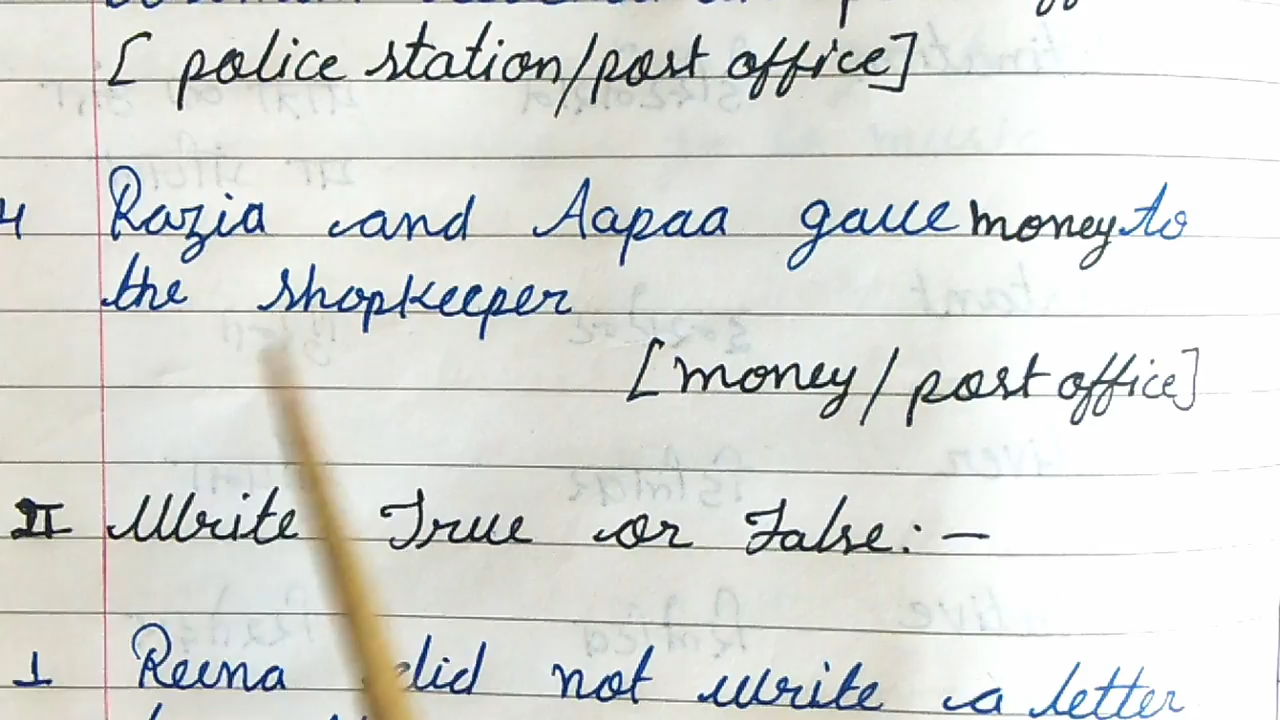 [ police station/post office]
4 Razia and Aapaa gave money to
the shopkeeper
[money/post office]
II Write True or False:-
1 Reena did not write a letter